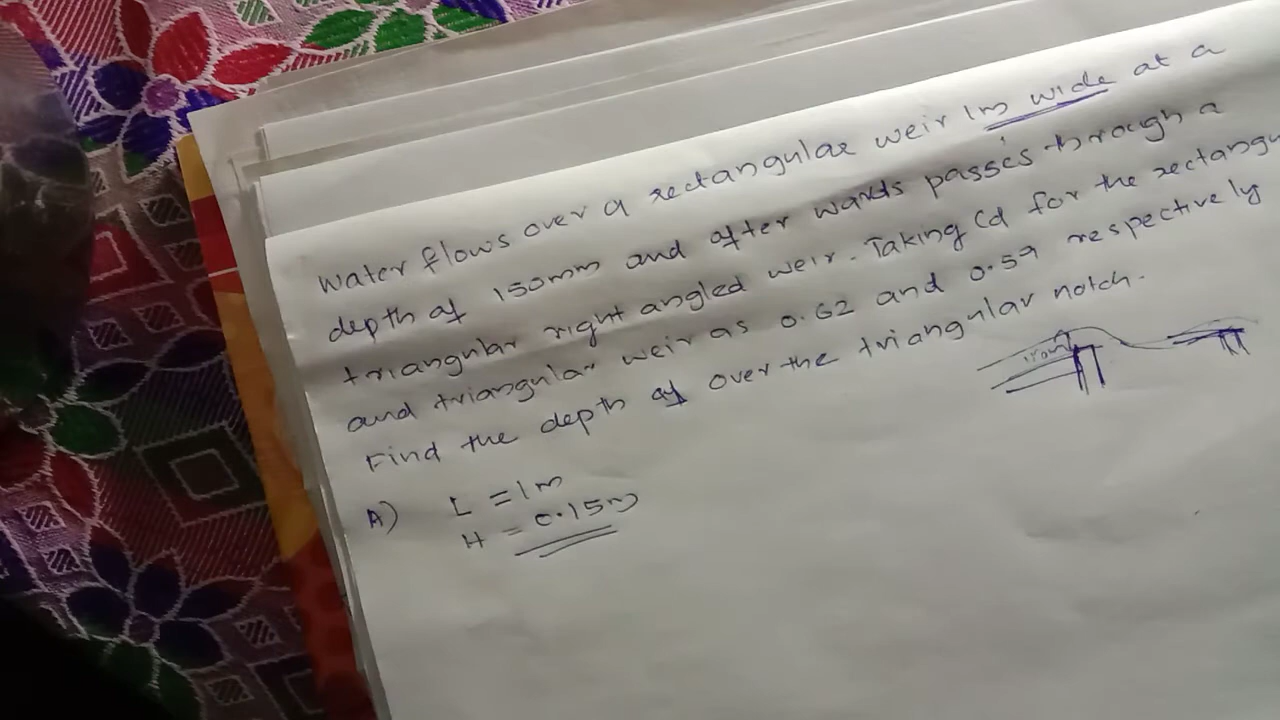 Water flows over a rectangular weir 1m wide at a
depth of 150mm and after wards passes through a
triangular right angled weir. Taking Cd for the rectangu
and triangular weir as 0.62 and 0.59 respectively
Find the depth of over the triangular notch.
A) L = 1m
H = 0.15m